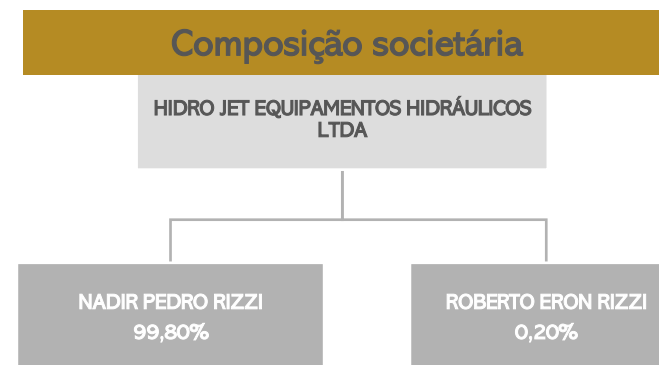 Composição societária
HIDRO JET EQUIPAMENTOS HIDRÁULICOS
LTDA
NADIR PEDRO RIZZI
99,80%
ROBERTO ERON RIZZI
0,20%